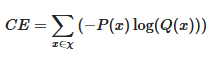 CE = ∑_{x∈χ} (−P(x) log(Q(x)))